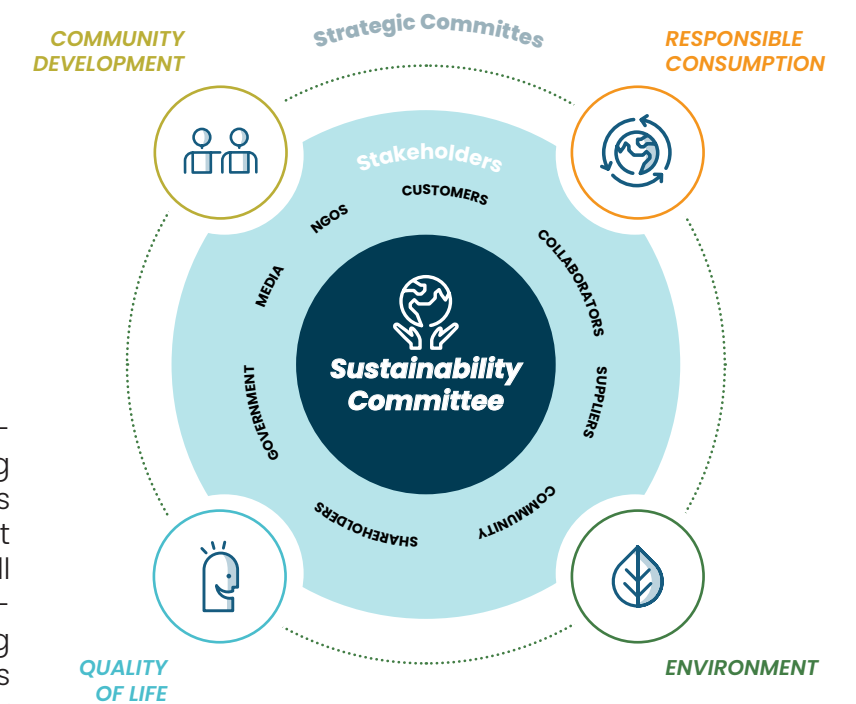 Strategic Committes
COMMUNITY
DEVELOPMENT
RESPONSIBLE
CONSUMPTION
Stakeholders
CUSTOMERS
COLLABORATORS
SUPPLIERS
COMMUNITY
SHAREHOLDERS
GOVERNMENT
MEDIA
NGOS
Sustainability
Committee
QUALITY
OF LIFE
ENVIRONMENT